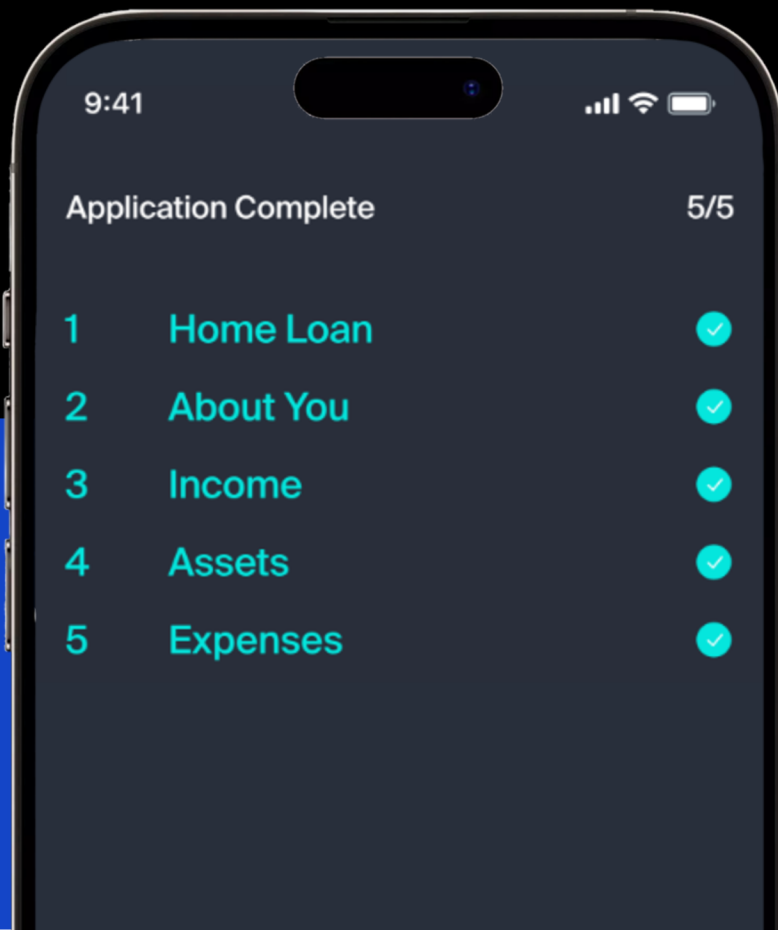 9:41
Application Complete 5/5
1 Home Loan
2 About You
3 Income
4 Assets
5 Expenses